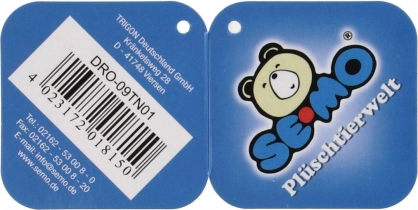 TRIGON Deutschland GmbH
Kränkelsweg 28
D - 41748 Viersen
DRO-09TN01
4 023172 018150
Tel.: 02162 - 53 00 8 - 0
Fax: 02162 - 53 00 8 - 20
E-mail: info@semo.de
www.semo.de
SEMO®
Plüschtierwelt